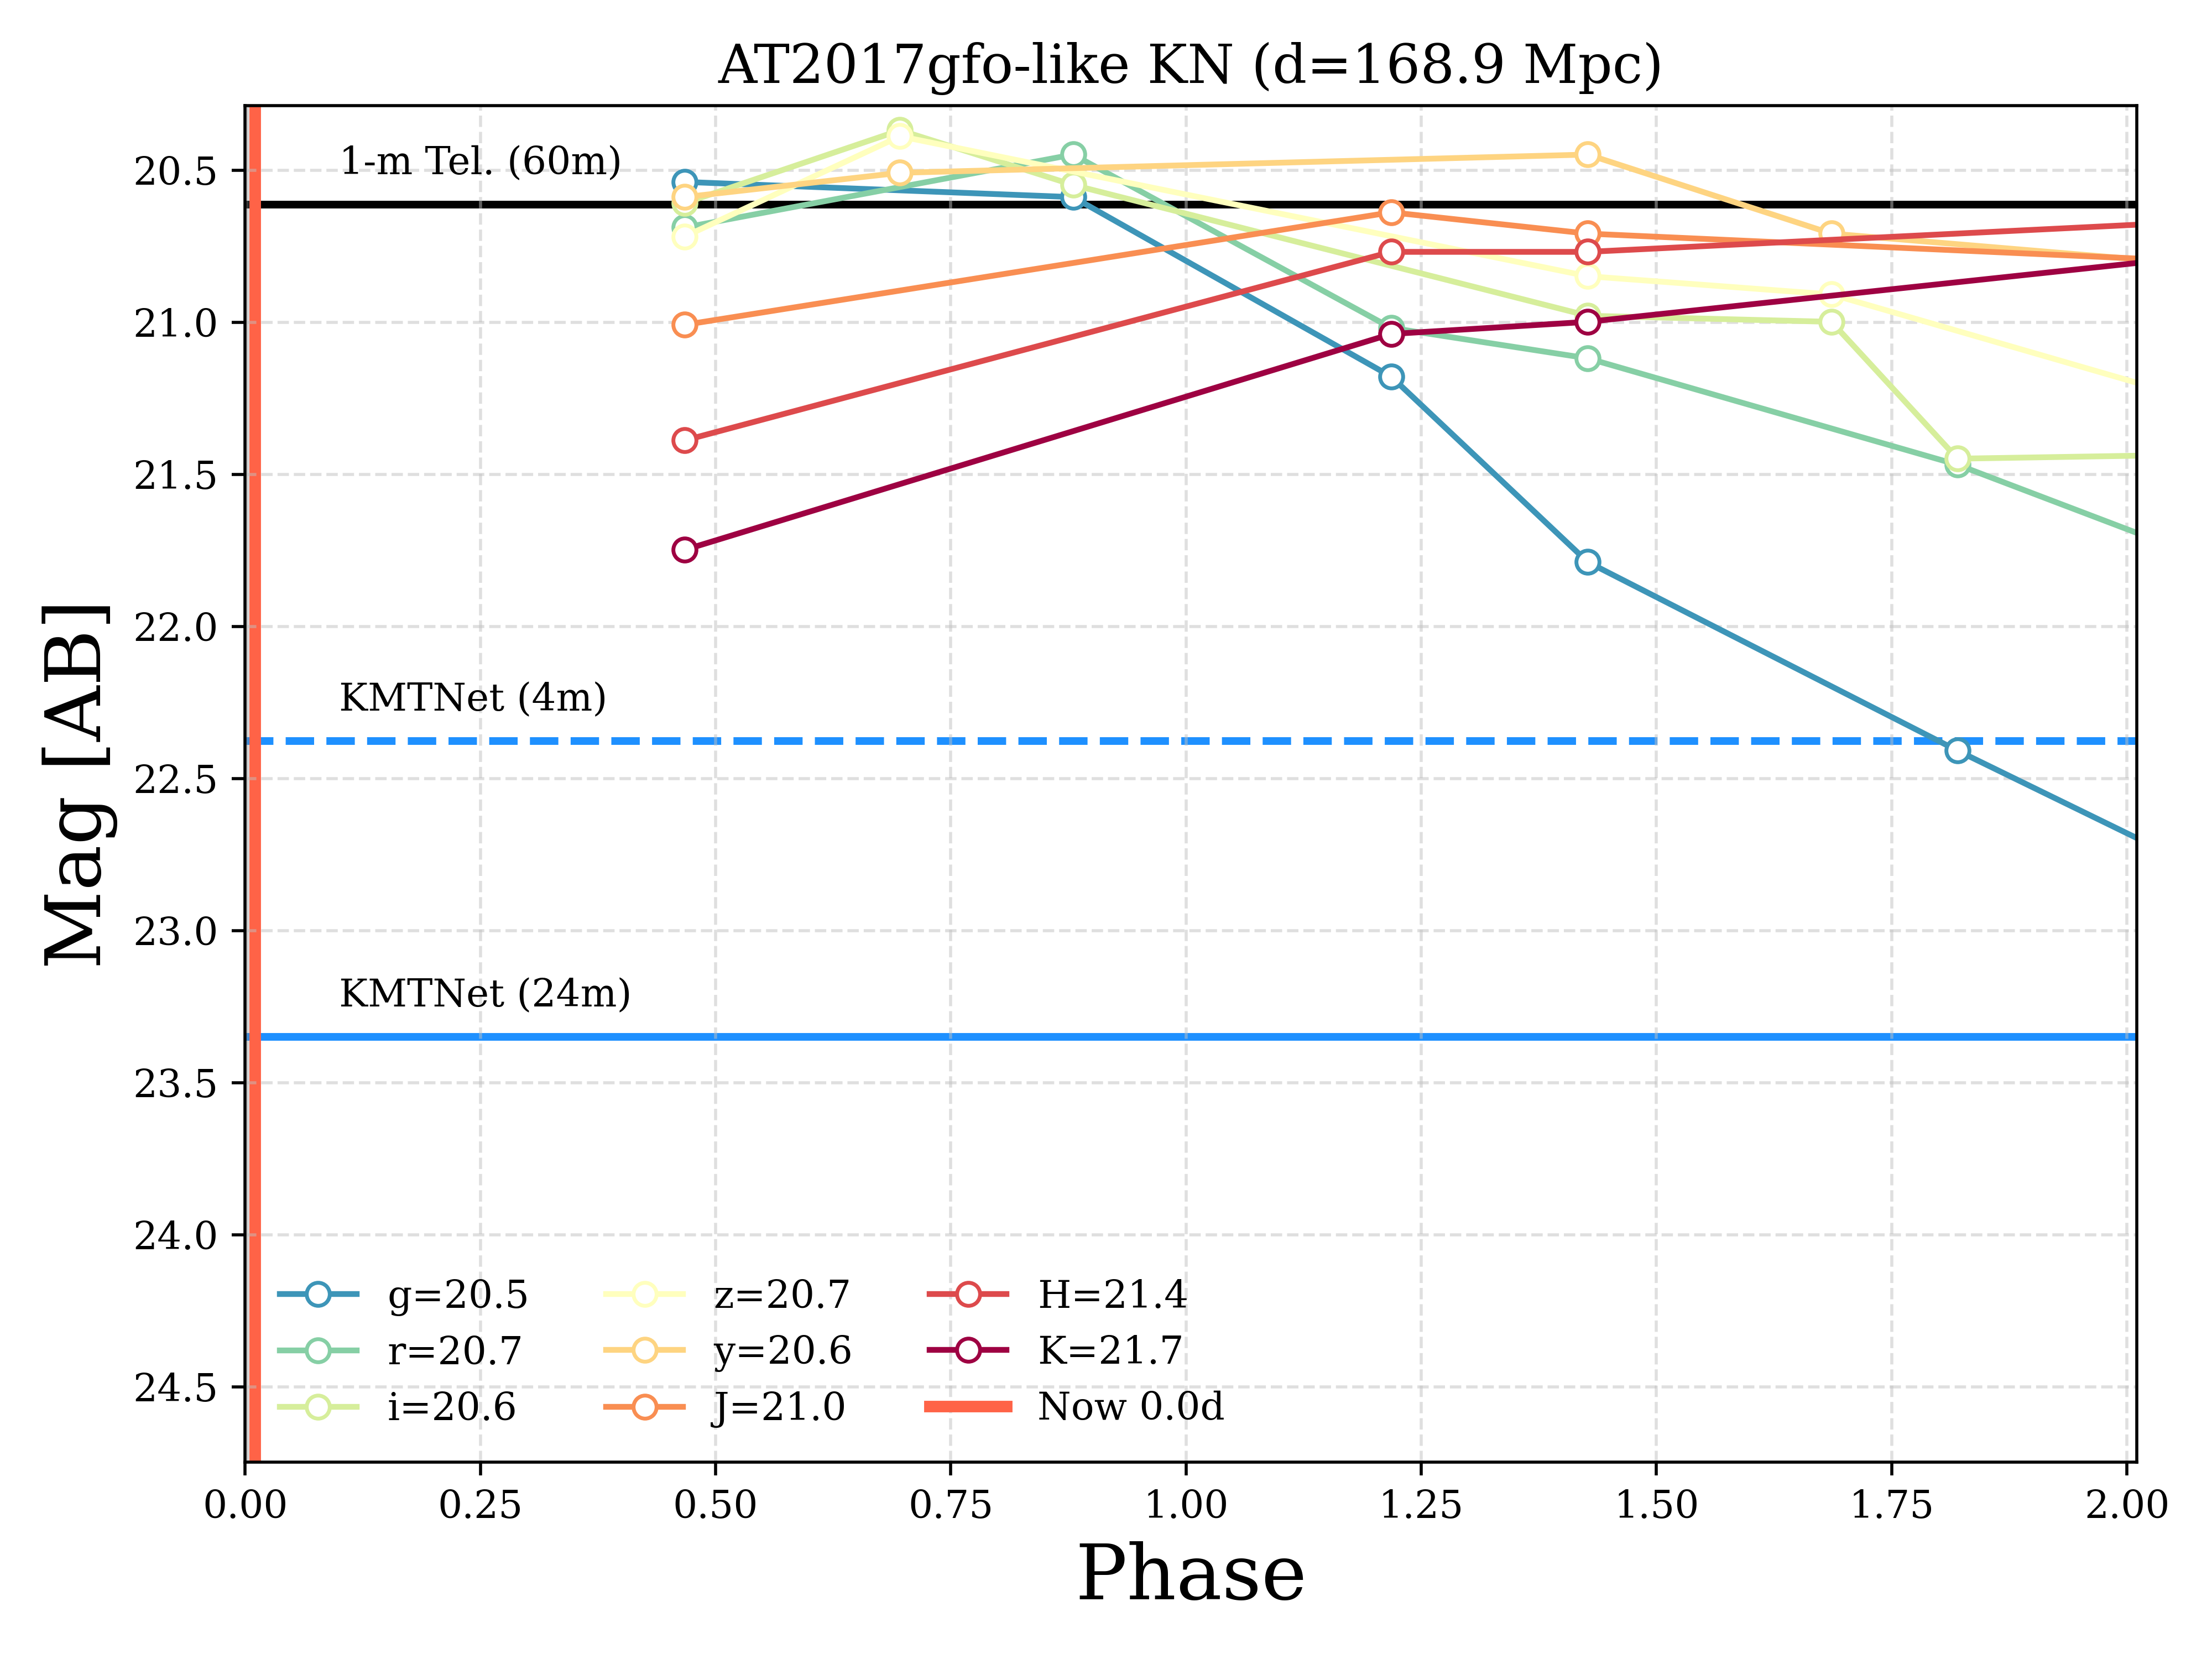 AT2017gfo-like KN (d=168.9 Mpc)
Mag [AB]
20.5
21.0
21.5
22.0
22.5
23.0
23.5
24.0
24.5
1-m Tel. (60m)
KMTNet (4m)
KMTNet (24m)
g=20.5
r=20.7
i=20.6
z=20.7
y=20.6
J=21.0
H=21.4
K=21.7
Now 0.0d
0.00 0.25 0.50 0.75 1.00 1.25 1.50 1.75 2.00
Phase